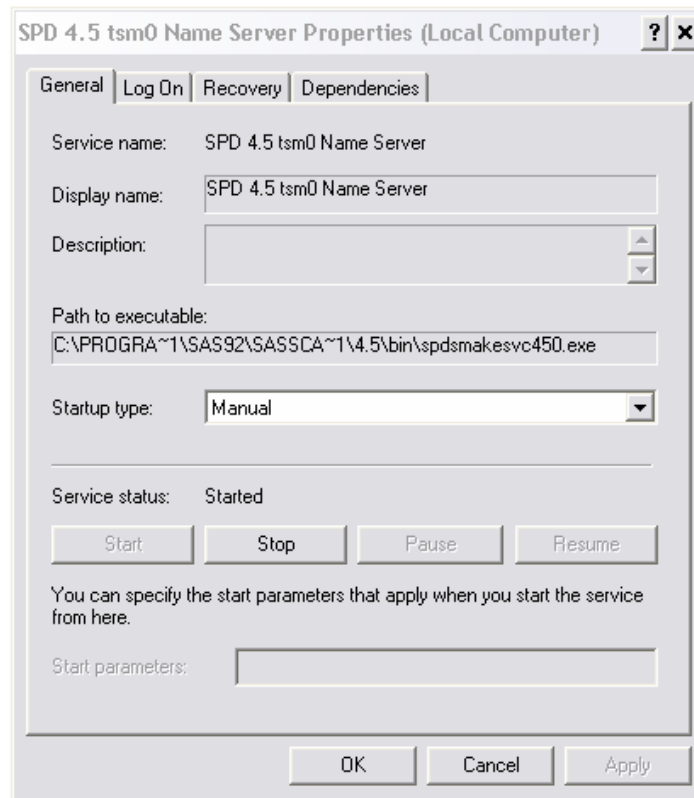 SPD 4.5 tsm0 Name Server Properties (Local Computer) ? ×
General Log On Recovery Dependencies
Service name: SPD 4.5 tsm0 Name Server
Display name: SPD 4.5 tsm0 Name Server
Description:
Path to executable:
C:\PROGRA~1\SAS92\SASSCA~1\4.5\bin\spdsmakesvc450.exe
Startup type: Manual
Service status: Started
Start Stop Pause Resume
You can specify the start parameters that apply when you start the service
from here.
Start parameters:
OK Cancel Apply